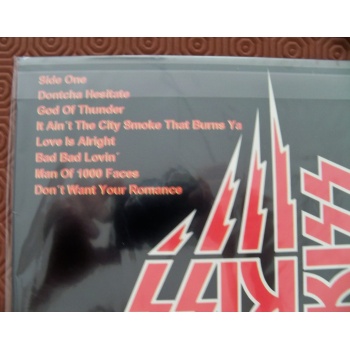 Side One
Dontcha Hesitate
God Of Thunder
It Ain´t The City Smoke That Burns Ya
Love Is Alright
Bad Bad Lovin´
Man Of 1000 Faces
Don´t Want Your Romance
KISS